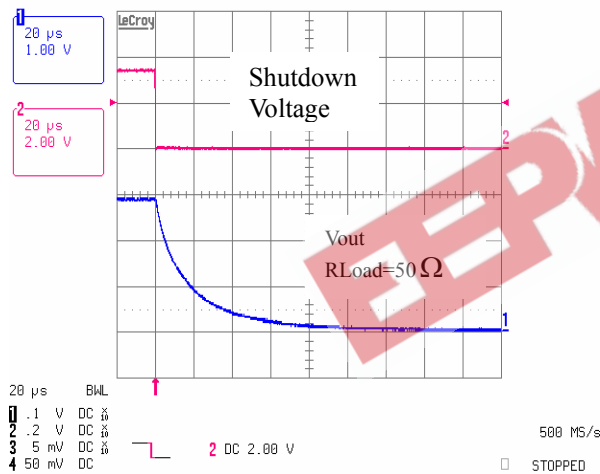 1
20 µs
1.00 V
LeCroy
2
20 µs
2.00 V
Shutdown
Voltage
2
Vout
RLoad=50 Ω
EEP
1
20 µs BWL
1 .1 V DC X10
2 .2 V DC X10
3 5 mV DC
4 50 mV DC
2 DC 2.00 V
500 MS/s
STOPPED